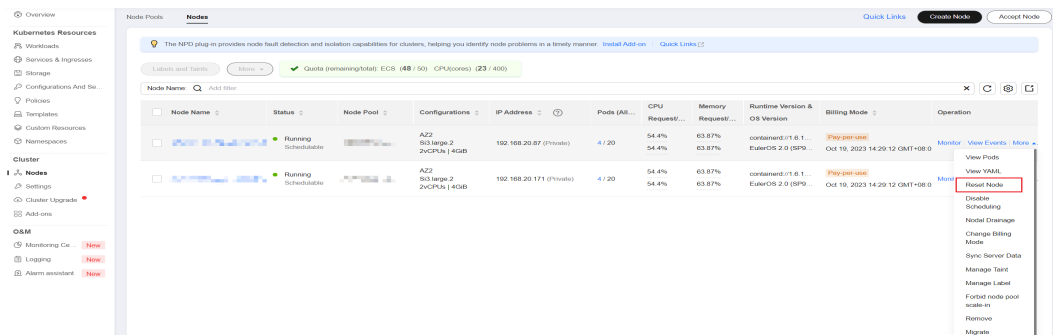 Overview
Kubernetes Resources
Workloads
Services & Ingresses
Storage
Configurations And Se...
Policies
Templates
Custom Resources
Namespaces
Cluster
Nodes
Settings
Cluster Upgrade
Add-ons
O&M
Monitoring Ce... New
Logging New
Alarm assistant New
Node Pools Nodes
Quick Links Create Node Accept Node
The NPD plug-in provides node fault detection and isolation capabilities for clusters, helping you identify node problems in a timely manner. Install Add-on Quick Links
Labels and Taints More Quota (remaining/total): ECS (48 / 50) CPU(cores) (23 / 400)
Node Name: Add filter
Node Name Status Node Pool Configurations IP Address Pods (All... CPU Request/... Memory Request/... Runtime Version & OS Version Billing Mode Operation
Running
Schedulable
AZ2
Si3.large.2
2vCPUs | 4GiB
192.168.20.87 (Private)
4 / 20
54.4%
54.4%
63.87%
63.87%
containerd://1.6.1...
EulerOS 2.0 (SP9...
Pay-per-use
Oct 19, 2023 14:29:12 GMT+08:0
Monitor View Events More
Running
Schedulable
AZ2
Si3.large.2
2vCPUs | 4GiB
192.168.20.171 (Private)
4 / 20
54.4%
54.4%
63.87%
63.87%
containerd://1.6.1...
EulerOS 2.0 (SP9...
Pay-per-use
Oct 19, 2023 14:29:12 GMT+08:0
View Pods
View YAML
Reset Node
Disable
Scheduling
Nodal Drainage
Change Billing
Mode
Sync Server Data
Manage Taint
Manage Label
Forbid node pool
scale-in
Remove
Migrate